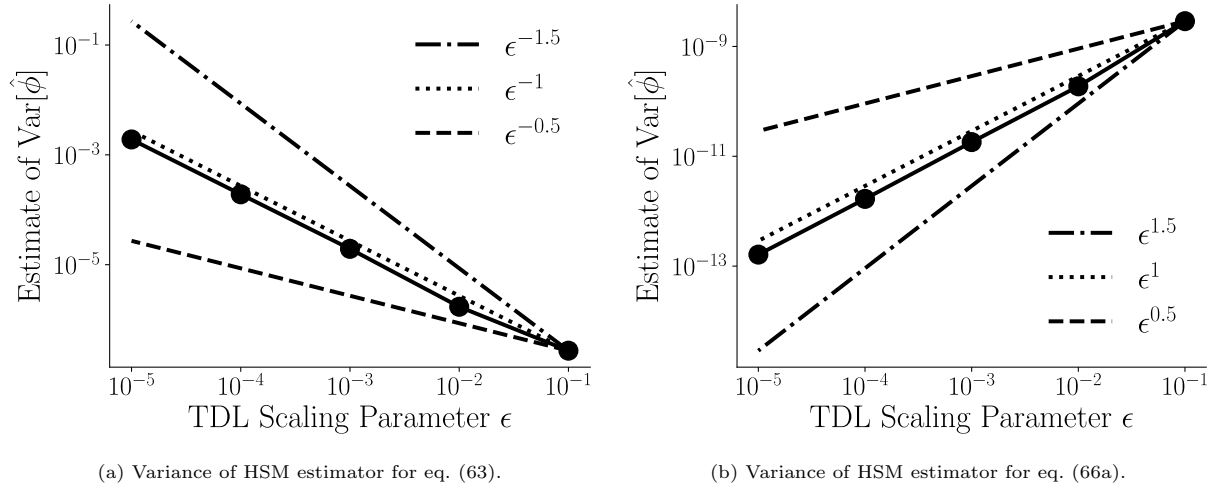 10⁻¹
10⁻³
10⁻⁵
Estimate of Var[ϕ̂]
ϵ⁻¹·⁵
ϵ⁻¹
ϵ⁻⁰·⁵
10⁻⁵ 10⁻⁴ 10⁻³ 10⁻² 10⁻¹
TDL Scaling Parameter ϵ
(a) Variance of HSM estimator for eq. (63).
10⁻⁹
10⁻¹¹
10⁻¹³
Estimate of Var[ϕ̂]
ϵ¹·⁵
ϵ¹
ϵ⁰·⁵
10⁻⁵ 10⁻⁴ 10⁻³ 10⁻² 10⁻¹
TDL Scaling Parameter ϵ
(b) Variance of HSM estimator for eq. (66a).